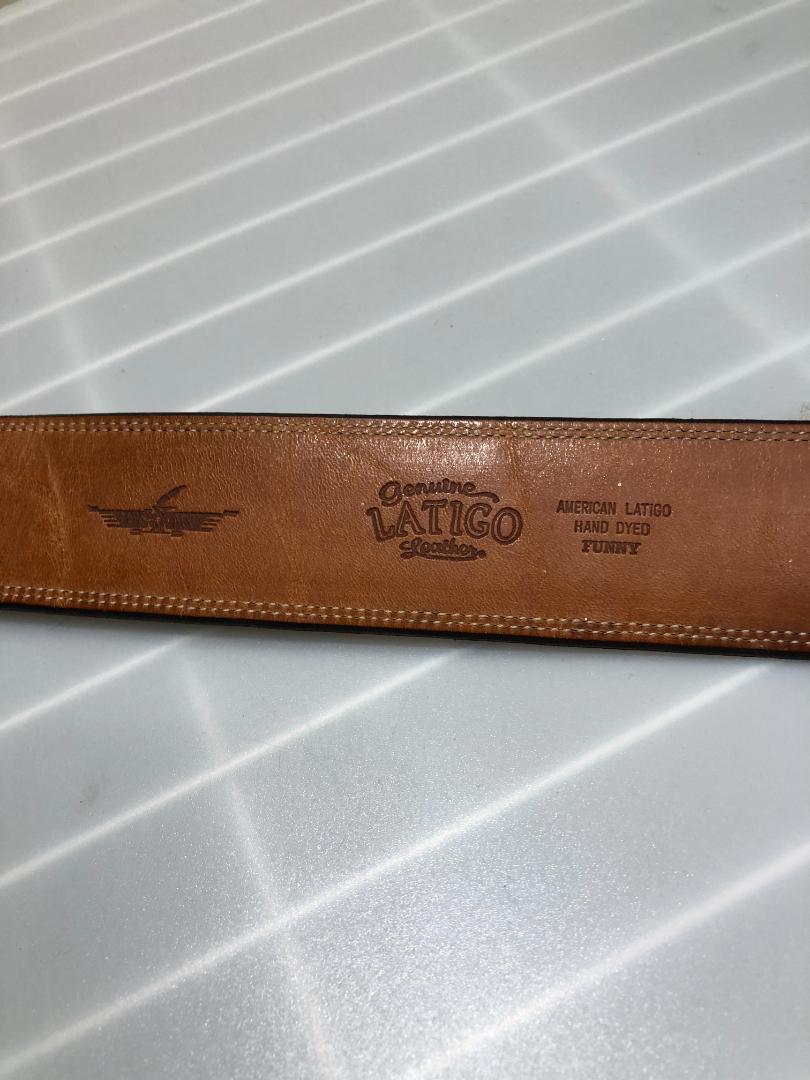 Genuine
LATIGO
Leather
AMERICAN LATIGO
HAND DYED
FUNNY